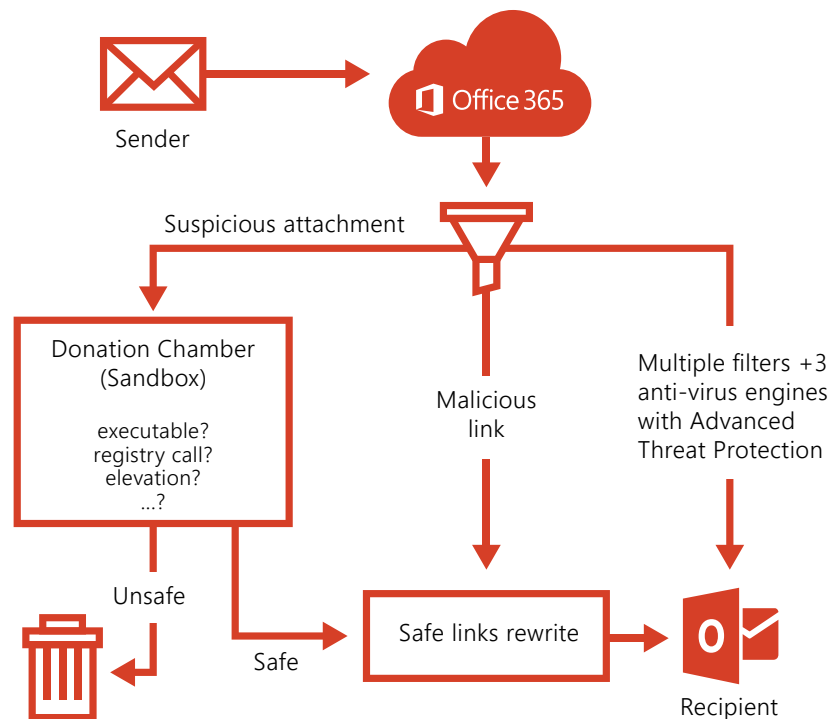 Office 365
Sender
Suspicious attachment
Donation Chamber
(Sandbox)
executable?
registry call?
elevation?
...?
Malicious
link
Multiple filters +3
anti-virus engines
with Advanced
Threat Protection
Unsafe
Safe
Safe links rewrite
O
Recipient